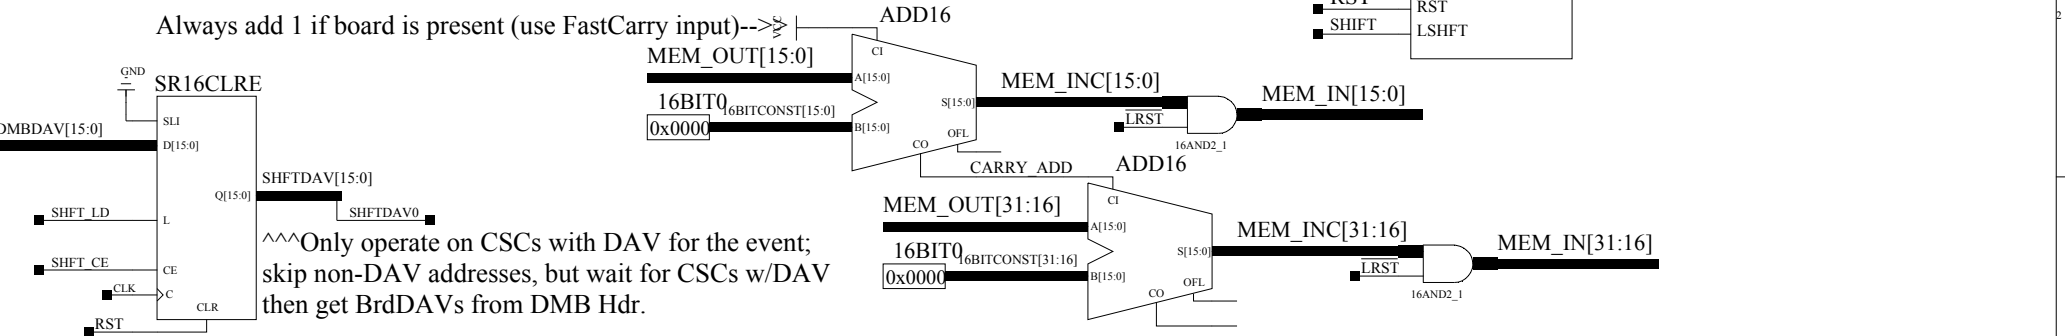 Always add 1 if board is present (use FastCarry input)-->
VCC
ADD16
CI
MEM_OUT[15:0]
A[15:0]
16BIT0
16BITCONST[15:0]
0x0000
B[15:0]
S[15:0]
OFL
CO
MEM_INC[15:0]
LRST
16AND2_1
MEM_IN[15:0]
RST
RST
SHIFT
LSHFT
2
GND
SR16CLRE
SLI
DMBDAV[15:0]
D[15:0]
Q[15:0]
SHFTDAV[15:0]
SHFTDAV0
SHFT_LD
L
SHFT_CE
CE
CLK
C
CLR
RST
^^^Only operate on CSCs with DAV for the event;
skip non-DAV addresses, but wait for CSCs w/DAV
then get BrdDAVs from DMB Hdr.
CARRY_ADD
ADD16
CI
MEM_OUT[31:16]
A[15:0]
16BIT0
16BITCONST[31:16]
0x0000
B[15:0]
S[15:0]
OFL
CO
MEM_INC[31:16]
LRST
16AND2_1
MEM_IN[31:16]